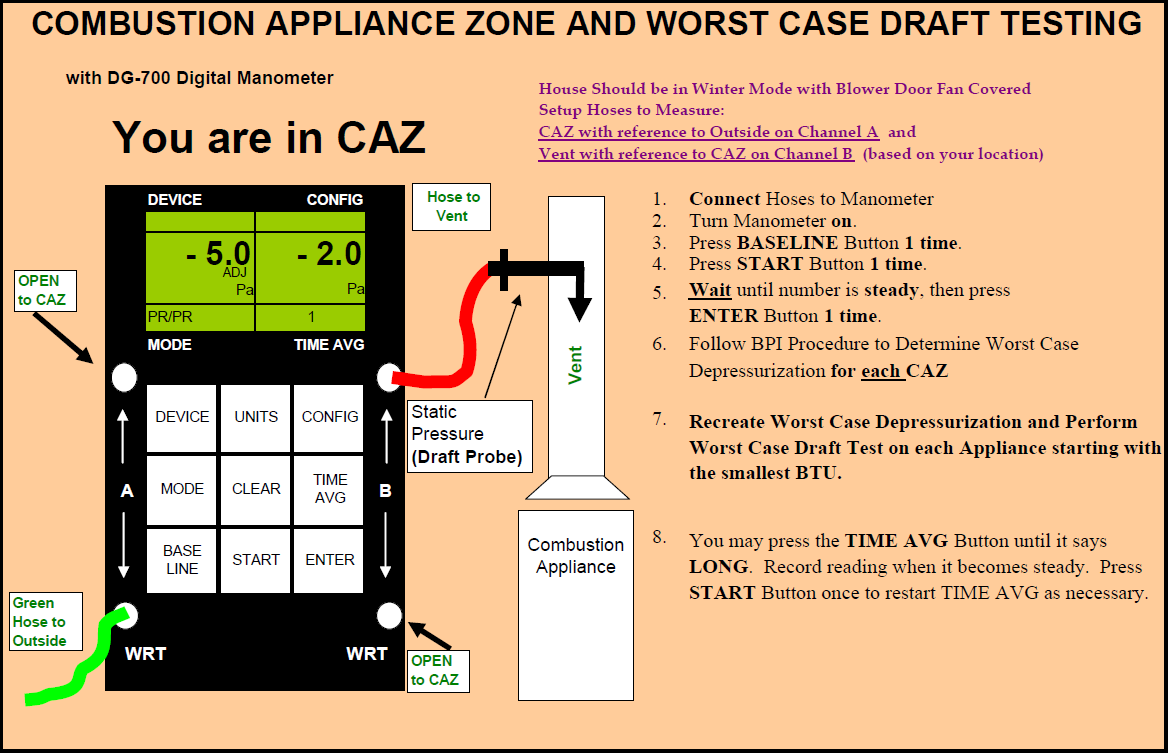 COMBUSTION APPLIANCE ZONE AND WORST CASE DRAFT TESTING
with DG-700 Digital Manometer
You are in CAZ
House Should be in Winter Mode with Blower Door Fan Covered
Setup Hoses to Measure:
CAZ with reference to Outside on Channel A and
Vent with reference to CAZ on Channel B (based on your location)
DEVICE CONFIG
- 5.0 - 2.0
ADJ
Pa Pa
PR/PR 1
MODE TIME AVG
OPEN
to CAZ
Hose to
Vent
DEVICE UNITS CONFIG
MODE CLEAR TIME
AVG
BASE
LINE START ENTER
A B
Green
Hose to
Outside
WRT WRT
OPEN
to CAZ
Static
Pressure
(Draft Probe)
Vent
Combustion
Appliance
1. Connect Hoses to Manometer
2. Turn Manometer on.
3. Press BASELINE Button 1 time.
4. Press START Button 1 time.
5. Wait until number is steady, then press
ENTER Button 1 time.
6. Follow BPI Procedure to Determine Worst Case
Depressurization for each CAZ
7. Recreate Worst Case Depressurization and Perform
Worst Case Draft Test on each Appliance starting with
the smallest BTU.
8. You may press the TIME AVG Button until it says
LONG. Record reading when it becomes steady. Press
START Button once to restart TIME AVG as necessary.